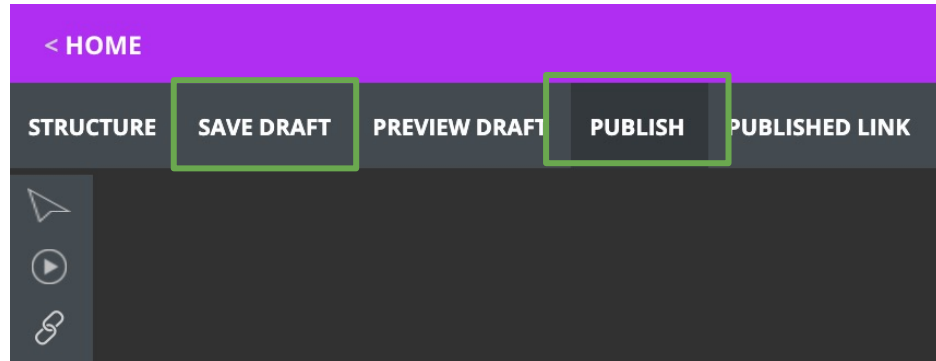 < HOME
STRUCTURE SAVE DRAFT PREVIEW DRAFT PUBLISH PUBLISHED LINK